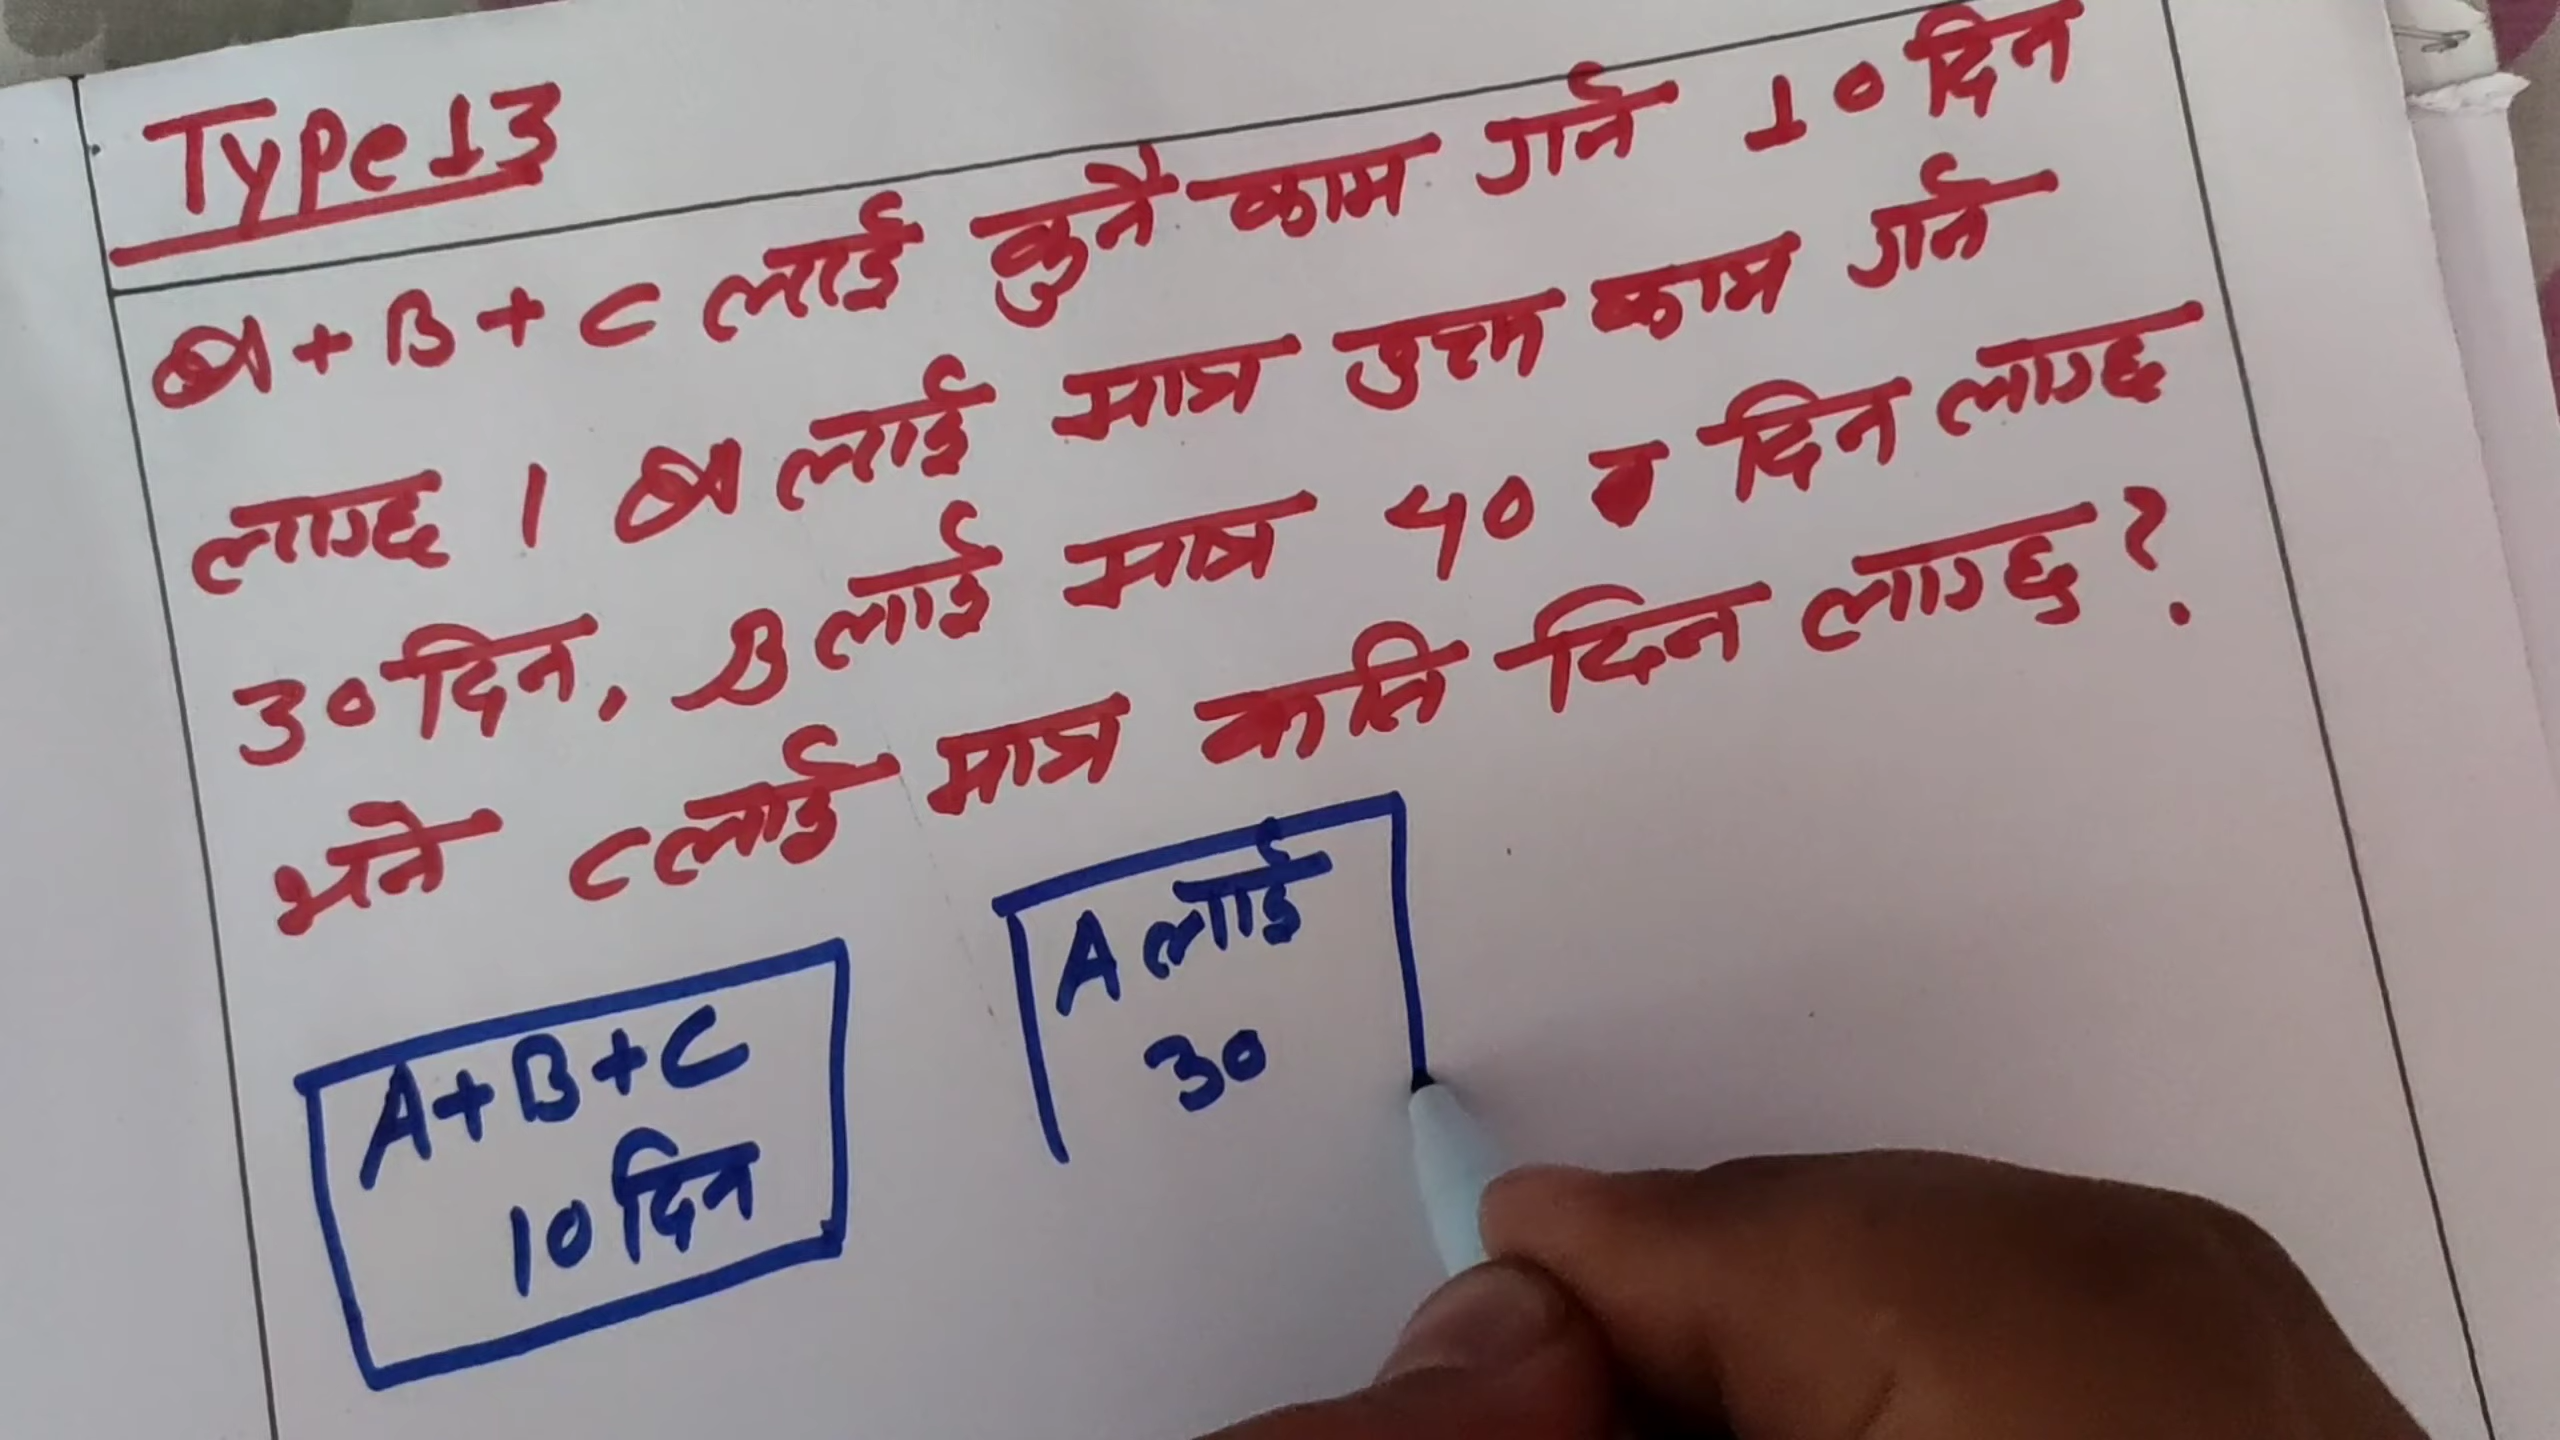 Type 13
A + B + C लाई कुनै काम गर्न 10 दिन
लाग्छ । A लाई मात्र उक्त काम गर्न
30 दिन, B लाई मात्र 40 दिन लाग्छ
भने C लाई मात्र कति दिन लाग्छ ?
A लाई
30
A+B+C
10 दिन